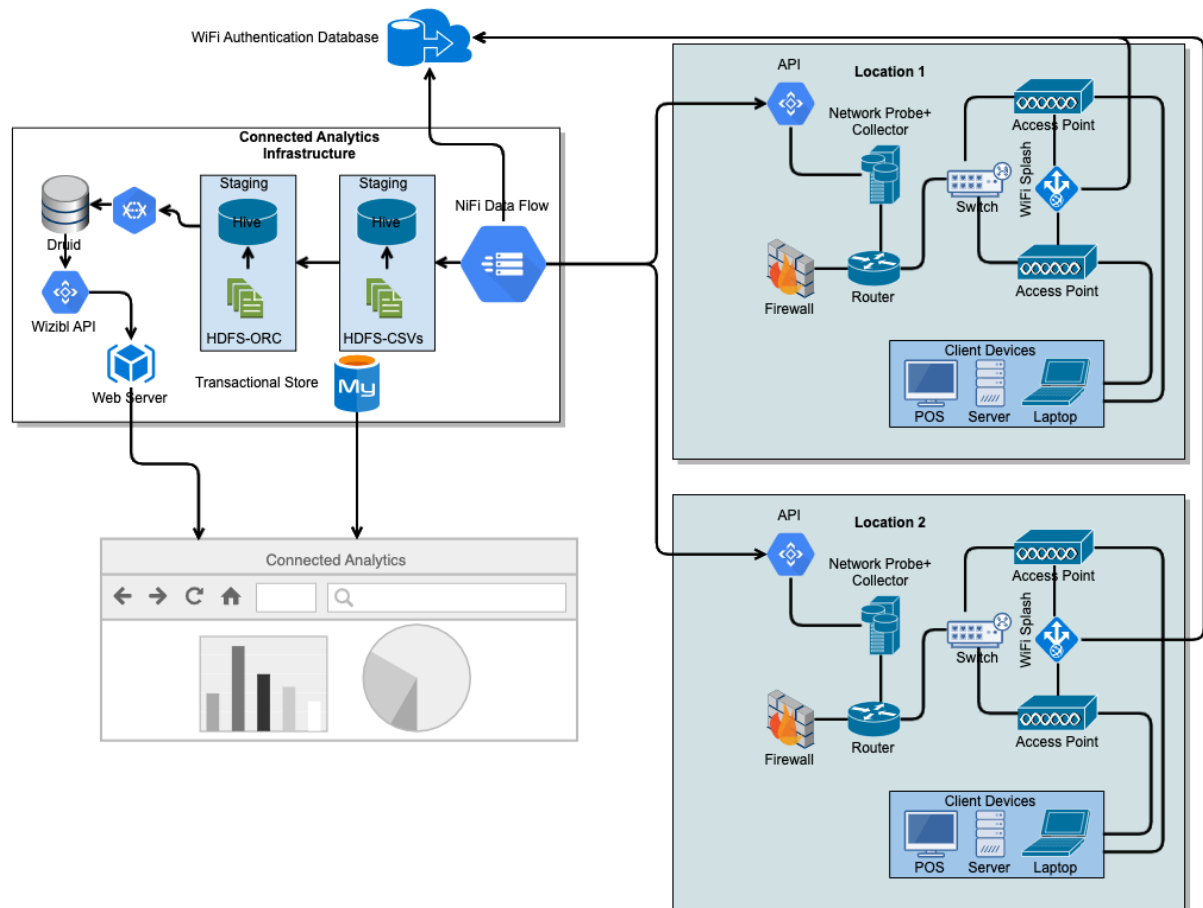 WiFi Authentication Database
Connected Analytics
Infrastructure
Staging
Hive
HDFS-ORC
Staging
Hive
HDFS-CSVs
NiFi Data Flow
Druid
Wizibl API
Web Server
Transactional Store
My
Connected Analytics
API
Location 1
Network Probe+
Collector
Access Point
Switch
WiFi Splash
Access Point
Firewall
Router
Client Devices
POS
Server
Laptop
API
Location 2
Network Probe+
Collector
Access Point
Switch
WiFi Splash
Access Point
Firewall
Router
Client Devices
POS
Server
Laptop